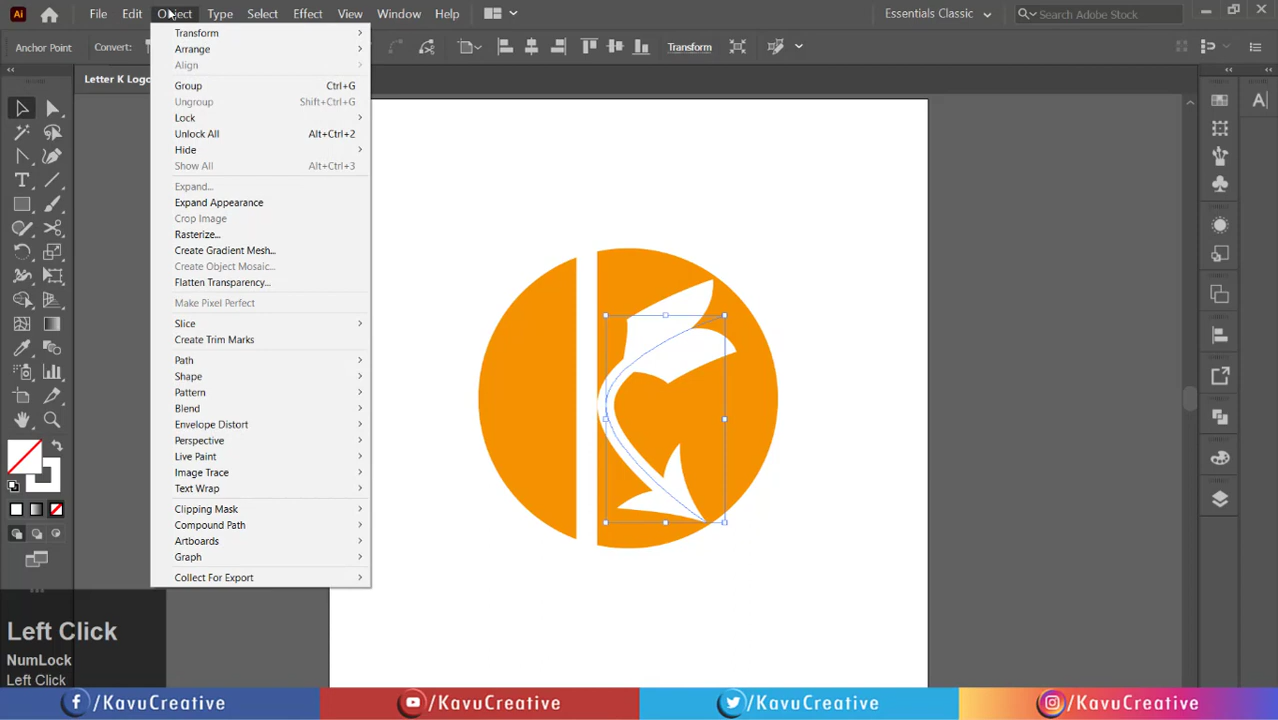 Ai File Edit Object Type Select Effect View Window Help Essentials Classic Search Adobe Stock
Anchor Point Convert: Transform
Letter K Logo
Transform
Arrange
Align
Group Ctrl+G
Ungroup Shift+Ctrl+G
Lock
Unlock All Alt+Ctrl+2
Hide
Show All Alt+Ctrl+3
Expand...
Expand Appearance
Crop Image
Rasterize...
Create Gradient Mesh...
Create Object Mosaic...
Flatten Transparency...
Make Pixel Perfect
Slice
Create Trim Marks
Path
Shape
Pattern
Blend
Envelope Distort
Perspective
Live Paint
Image Trace
Text Wrap
Clipping Mask
Compound Path
Artboards
Graph
Collect For Export
Left Click
NumLock
Left Click
/KavuCreative /KavuCreative /KavuCreative /KavuCreative